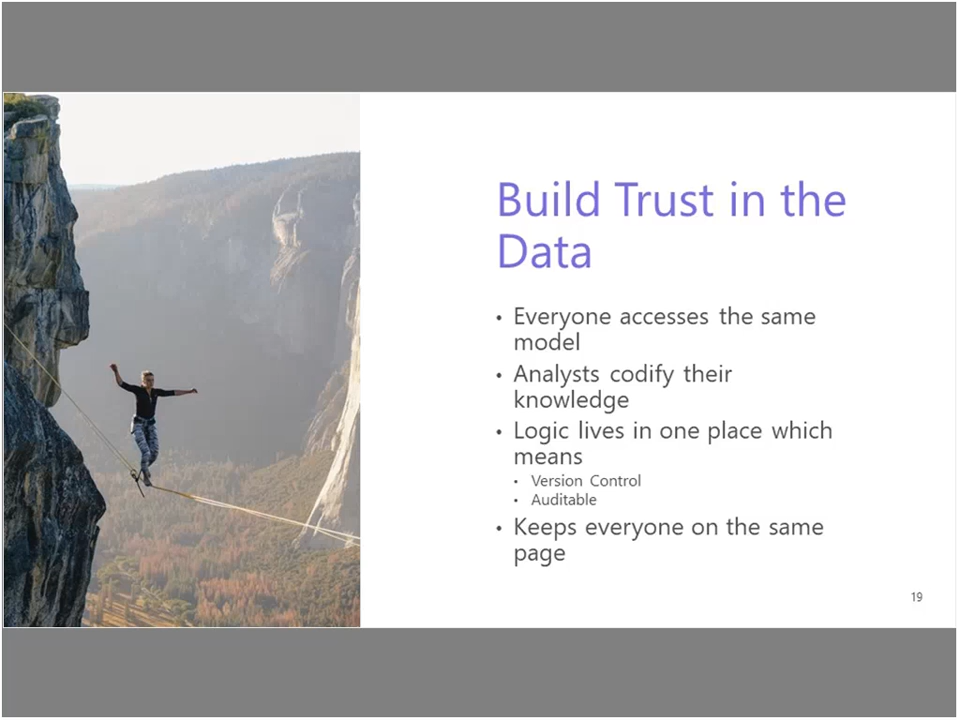 Build Trust in the
Data
• Everyone accesses the same
model
• Analysts codify their
knowledge
• Logic lives in one place which
means
• Version Control
• Auditable
• Keeps everyone on the same
page
19